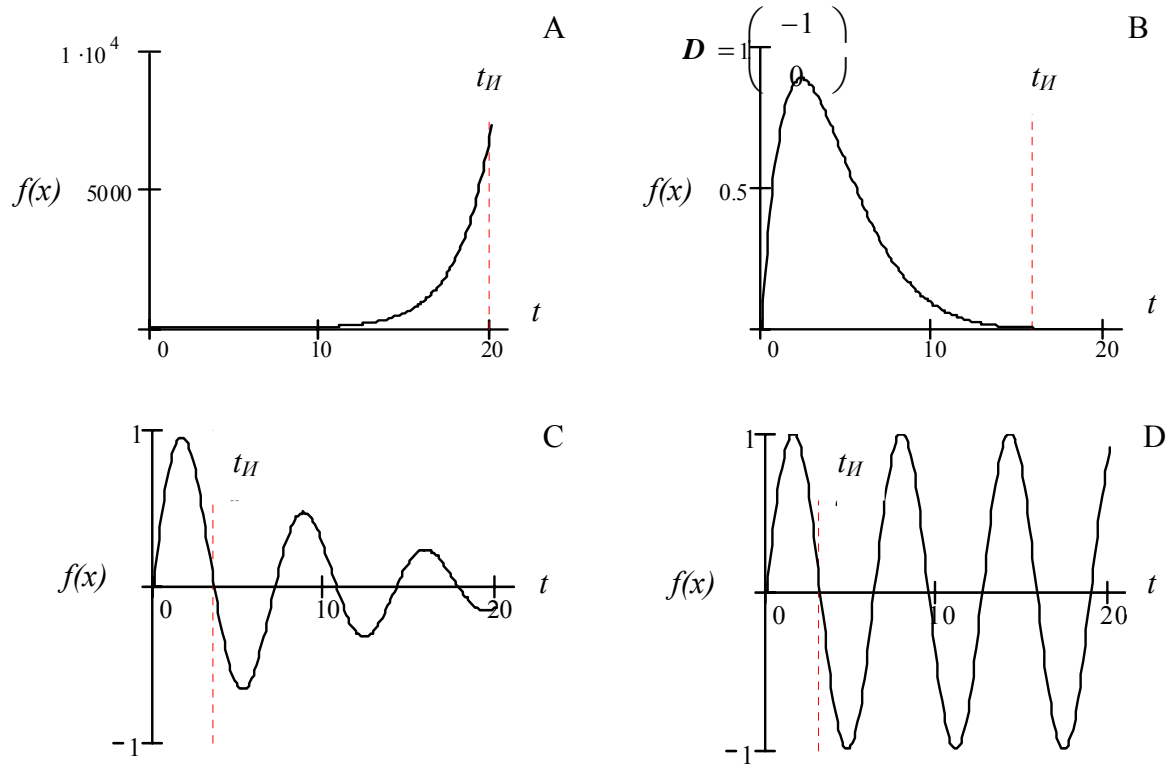 A
1 ·10⁴
t_И
f(x) 5000
t
0 10 20
B
D = ( −1 0 )
1
t_И
f(x) 0.5
t
0 10 20
C
1
t_И
f(x)
0 10 20 t
−1
D
1
t_И
f(x)
0 10 20 t
−1